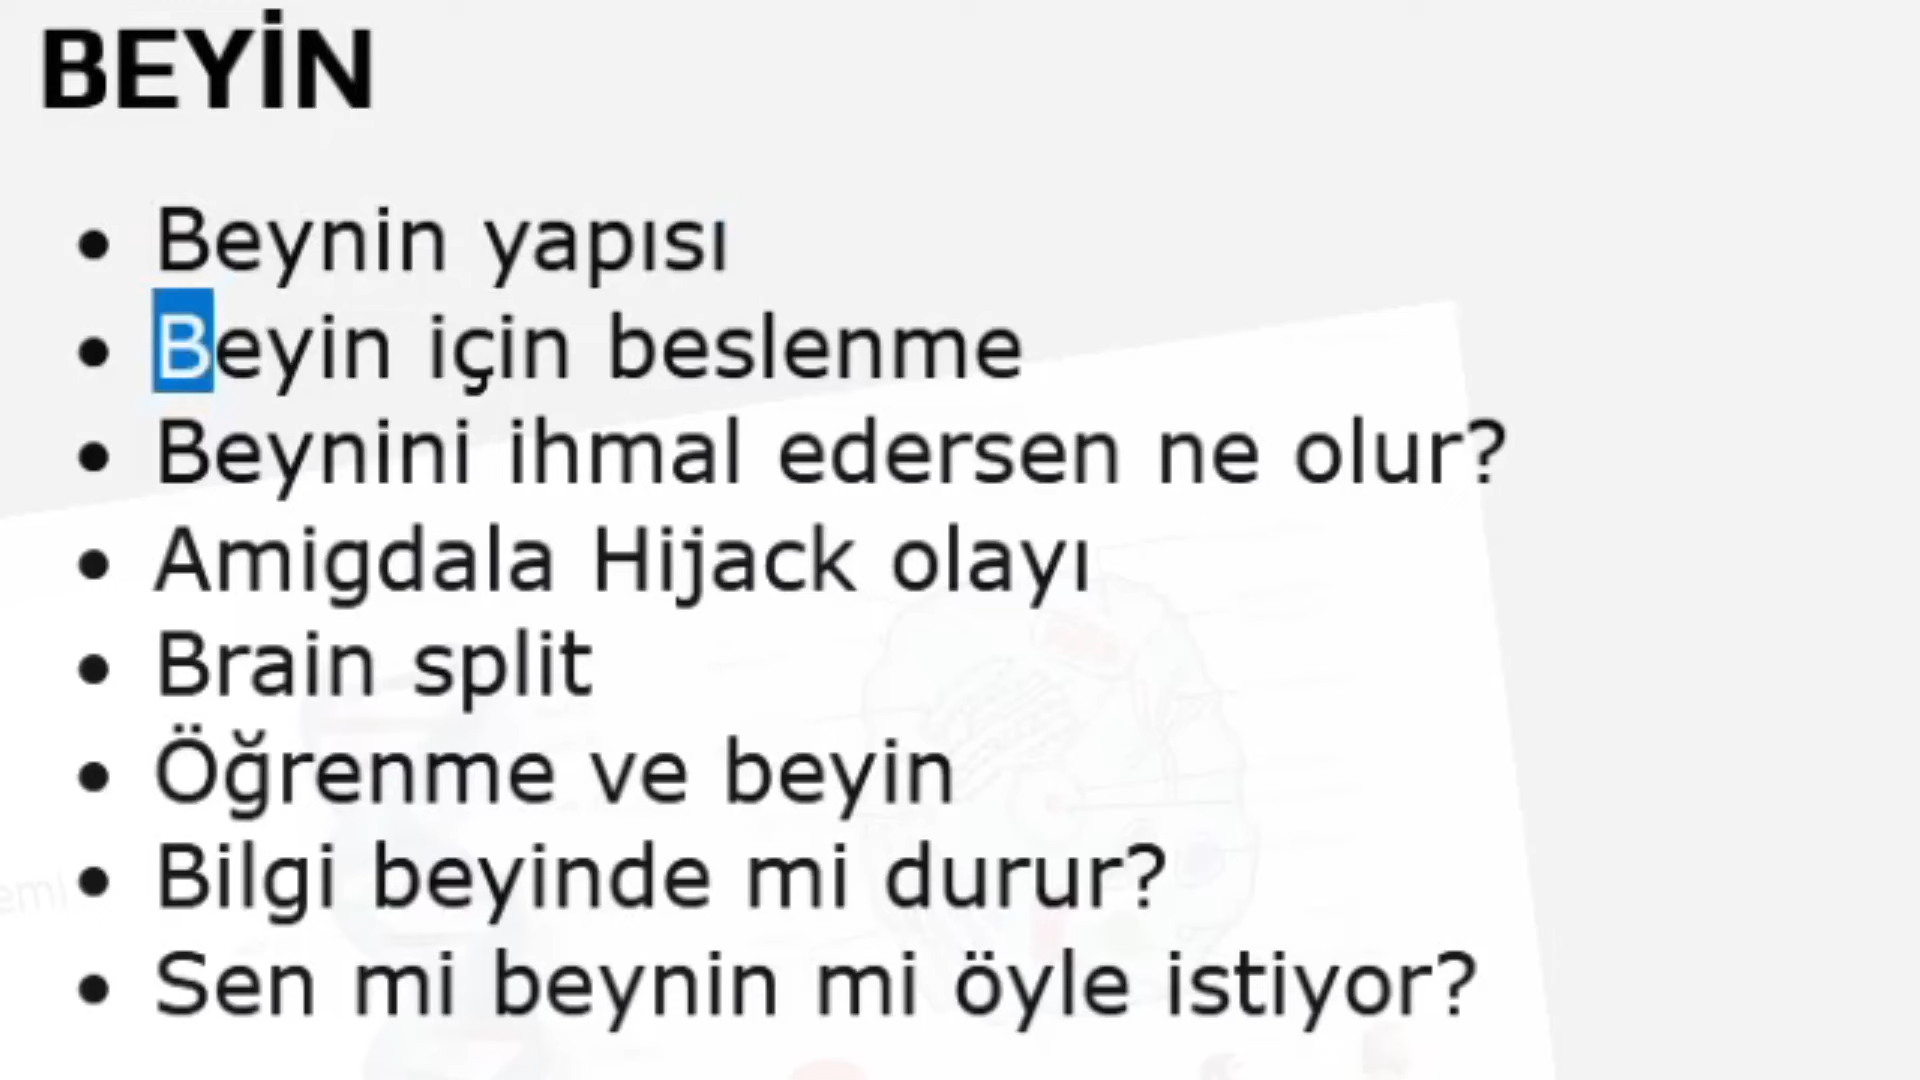 BEYİN
• Beynin yapısı
• Beyin için beslenme
• Beynini ihmal edersen ne olur?
• Amigdala Hijack olayı
• Brain split
• Öğrenme ve beyin
• Bilgi beyinde mi durur?
• Sen mi beynin mi öyle istiyor?